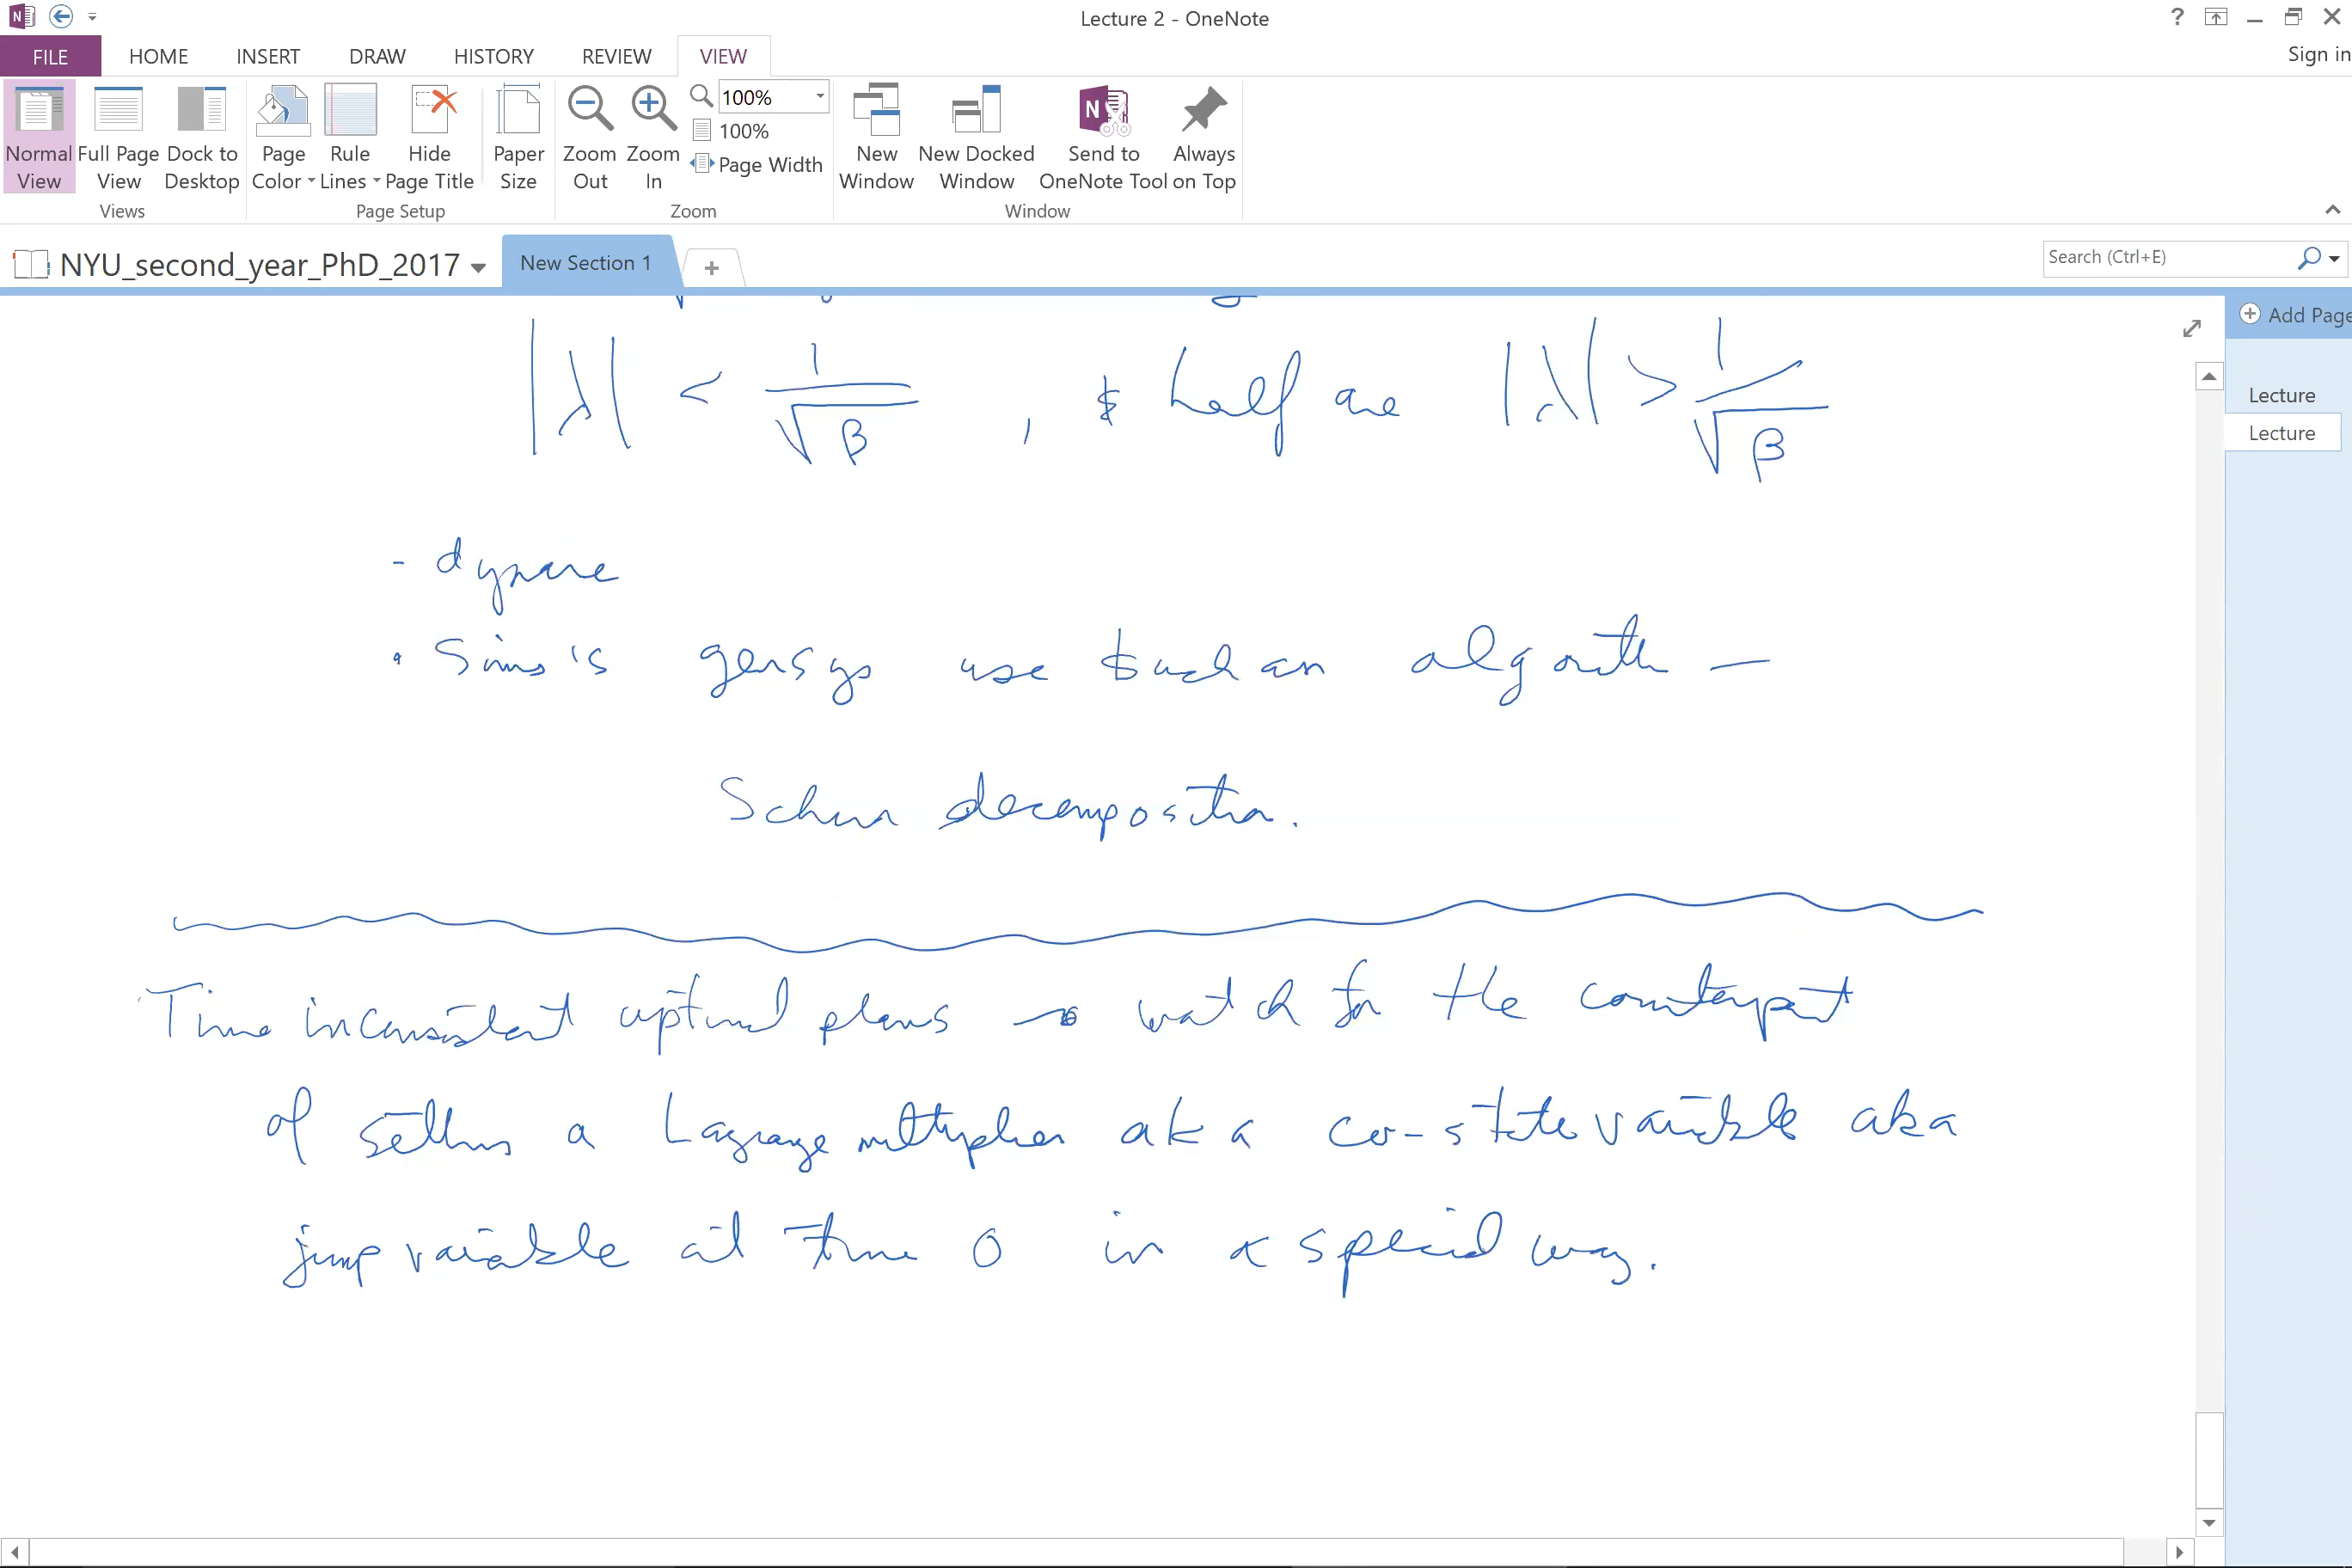 Lecture 2 - OneNote
?
Sign in
FILE HOME INSERT DRAW HISTORY REVIEW VIEW
Normal View
Full Page View
Dock to Desktop
Views
Page Color
Rule Lines
Hide Page Title
Paper Size
Page Setup
Zoom Out
Zoom In
100%
100%
Page Width
Zoom
New Window
New Docked Window
Send to OneNote Tool
Always on Top
Window
NYU_second_year_PhD_2017
New Section 1
+
Search (Ctrl+E)
Add Page
Lecture
Lecture
|λ| < 1/√β , & half are |λ| > 1/√β
- dynare
• Sims's gensys use such an algorith —
Schur decomposition.
Time inconsistent optimal plans → watch for the counterpart
of setting a Lagrange multiplier aka a co-state variable aka
jump variable at time 0 in a special way.